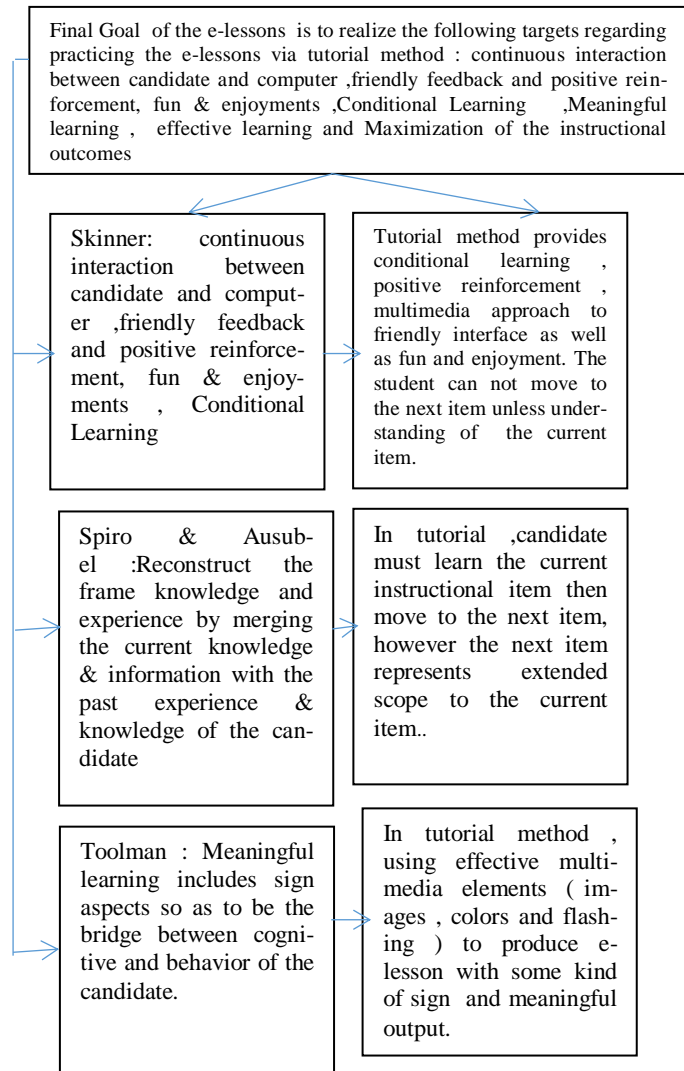 Final Goal of the e-lessons is to realize the following targets regarding
practicing the e-lessons via tutorial method : continuous interaction
between candidate and computer ,friendly feedback and positive rein-
forcement, fun & enjoyments ,Conditional Learning ,Meaningful
learning , effective learning and Maximization of the instructional
outcomes
Skinner: continuous
interaction between
candidate and comput-
er ,friendly feedback
and positive reinforce-
ment, fun & enjoy-
ments , Conditional
Learning
Tutorial method provides
conditional learning ,
positive reinforcement ,
multimedia approach to
friendly interface as well
as fun and enjoyment. The
student can not move to
the next item unless under-
standing of the current
item.
Spiro & Ausub-
el :Reconstruct the
frame knowledge and
experience by merging
the current knowledge
& information with the
past experience &
knowledge of the can-
didate
In tutorial ,candidate
must learn the current
instructional item then
move to the next item,
however the next item
represents extended
scope to the current
item..
Toolman : Meaningful
learning includes sign
aspects so as to be the
bridge between cogni-
tive and behavior of the
candidate.
In tutorial method ,
using effective multi-
media elements ( im-
ages , colors and flash-
ing ) to produce e-
lesson with some kind
of sign and meaningful
output.